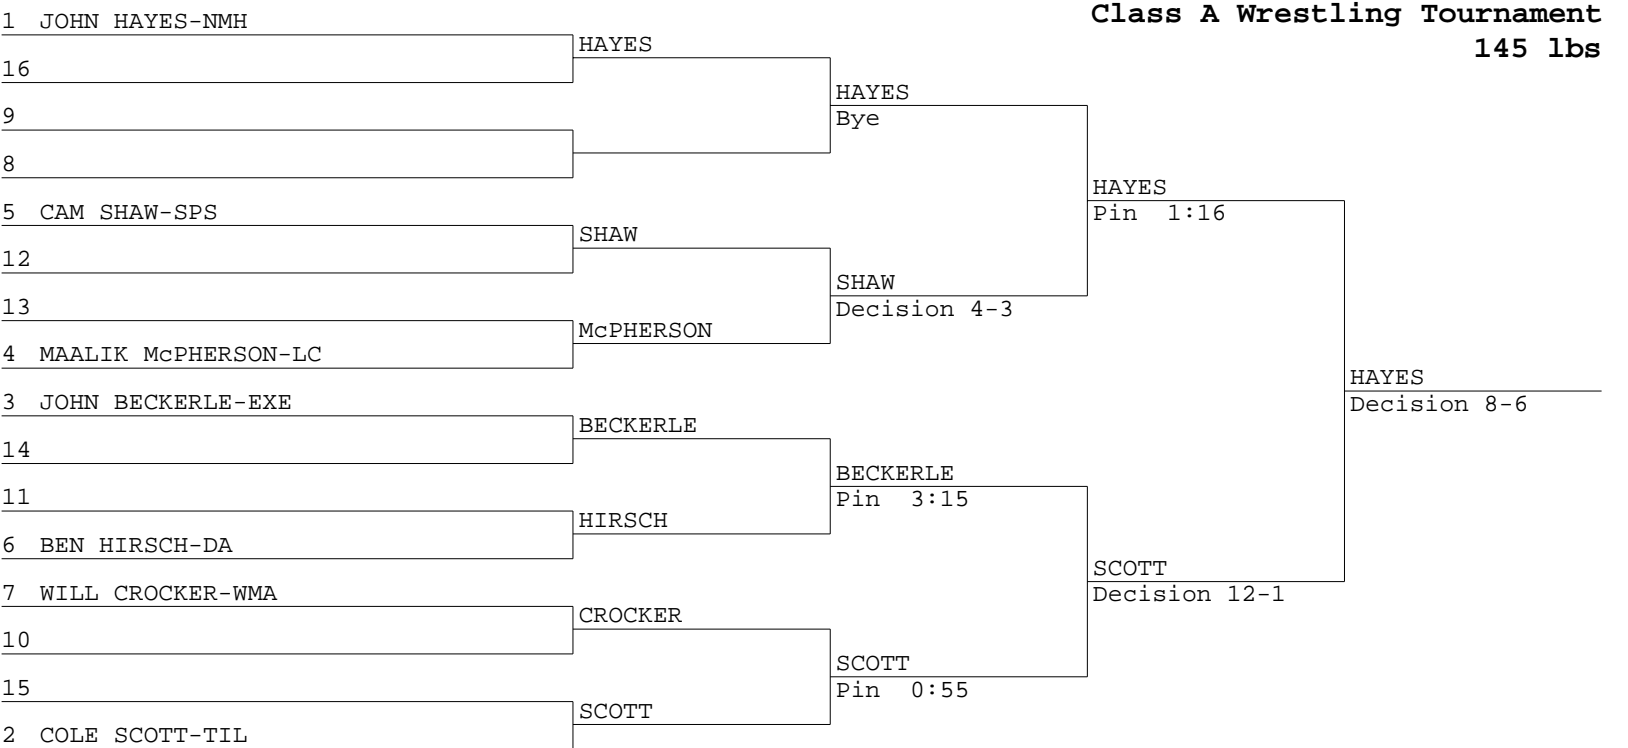 Class A Wrestling Tournament
145 lbs
1 JOHN HAYES-NMH
16
9
8
5 CAM SHAW-SPS
12
13
4 MAALIK McPHERSON-LC
3 JOHN BECKERLE-EXE
14
11
6 BEN HIRSCH-DA
7 WILL CROCKER-WMA
10
15
2 COLE SCOTT-TIL
HAYES
SHAW
McPHERSON
BECKERLE
HIRSCH
CROCKER
SCOTT
HAYES
Bye
SHAW
Decision 4-3
BECKERLE
Pin 3:15
SCOTT
Pin 0:55
HAYES
Pin 1:16
SCOTT
Decision 12-1
HAYES
Decision 8-6